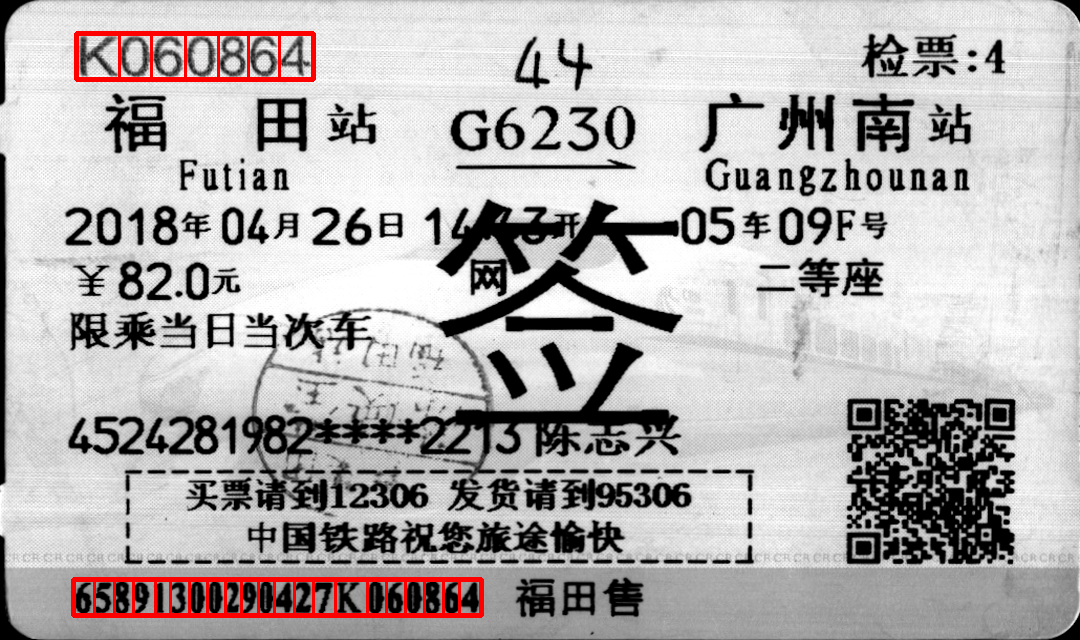 K060864 44 检票:4
福田站 G6230 广州南站
Futian Guangzhounan
2018年04月26日 开 05车09F号
¥82.0元 网 二等座
签
限乘当日当次车
4524281982****22 3 陈志兴
买票请到12306 发货请到95306
中国铁路祝您旅途愉快
65891300290427K060864 福田售